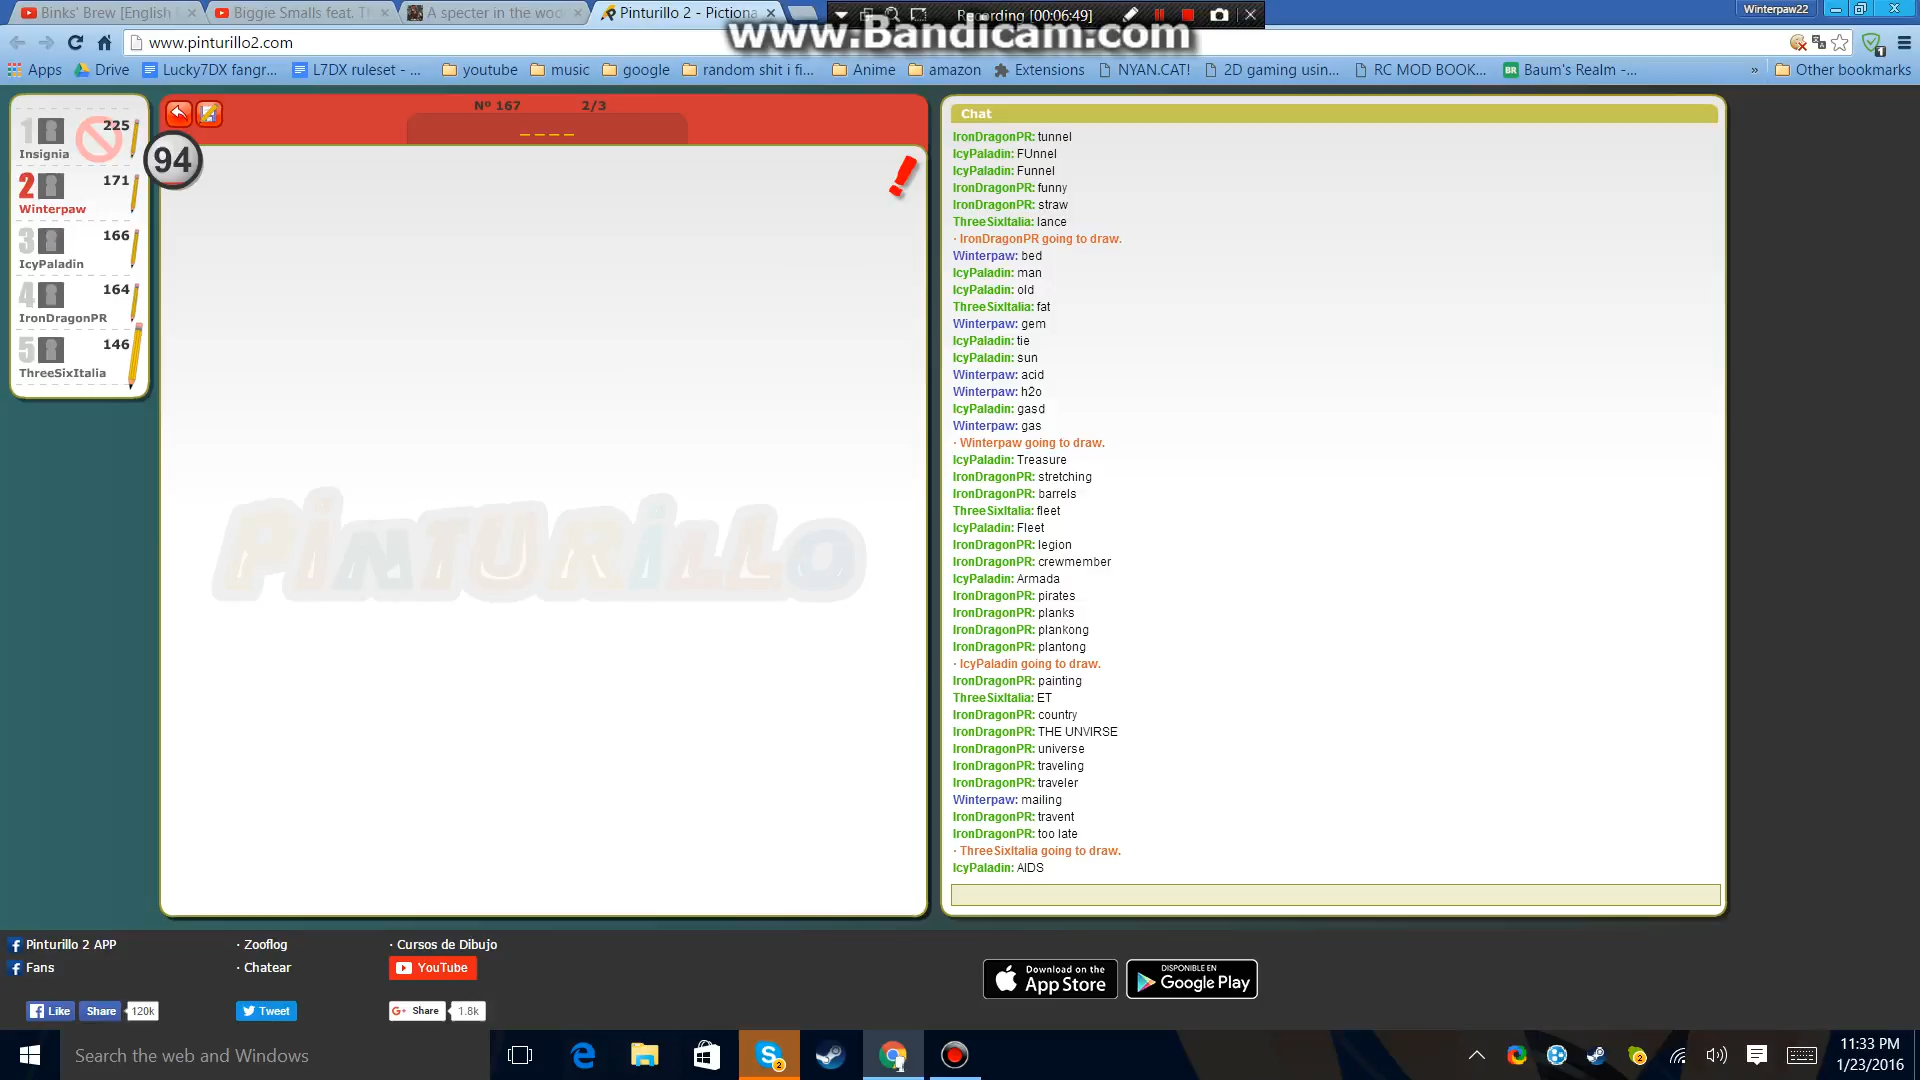 Binks' Brew [English
Biggie Smalls feat. T
A specter in the woo
Pinturillo 2 - Pictiona
Recording [00:06:49]
Winterpaw22
www.Bandicam.com
www.pinturillo2.com
Apps
Drive
Lucky7DX fangr...
L7DX ruleset - ...
youtube
music
google
random shit i fi...
Anime
amazon
Extensions
NYAN.CAT!
2D gaming usin...
RC MOD BOOK...
BR Baum's Realm -...
»
Other bookmarks
1 225
Insignia
2 171
Winterpaw
3 166
IcyPaladin
4 164
IronDragonPR
5 146
ThreeSixItalia
94
Nº 167 2/3
_ _ _ _
!
PiNTURiLLO
Chat
IronDragonPR: tunnel
IcyPaladin: FUnnel
IcyPaladin: Funnel
IronDragonPR: funny
IronDragonPR: straw
ThreeSixItalia: lance
· IronDragonPR going to draw.
Winterpaw: bed
IcyPaladin: man
IcyPaladin: old
ThreeSixItalia: fat
Winterpaw: gem
IcyPaladin: tie
IcyPaladin: sun
Winterpaw: acid
Winterpaw: h2o
IcyPaladin: gasd
Winterpaw: gas
· Winterpaw going to draw.
IcyPaladin: Treasure
IronDragonPR: stretching
IronDragonPR: barrels
ThreeSixItalia: fleet
IcyPaladin: Fleet
IronDragonPR: legion
IronDragonPR: crewmember
IcyPaladin: Armada
IronDragonPR: pirates
IronDragonPR: planks
IronDragonPR: plankong
IronDragonPR: plantong
· IcyPaladin going to draw.
IronDragonPR: painting
ThreeSixItalia: ET
IronDragonPR: country
IronDragonPR: THE UNVIRSE
IronDragonPR: universe
IronDragonPR: traveling
IronDragonPR: traveler
Winterpaw: mailing
IronDragonPR: travent
IronDragonPR: too late
· ThreeSixItalia going to draw.
IcyPaladin: AIDS
Pinturillo 2 APP
Fans
· Zooflog
· Chatear
· Cursos de Dibujo
YouTube
Like
Share
120k
Tweet
G+ Share
1.8k
Download on the
App Store
DISPONIBLE EN
Google Play
Search the web and Windows
2
2
11:33 PM
1/23/2016